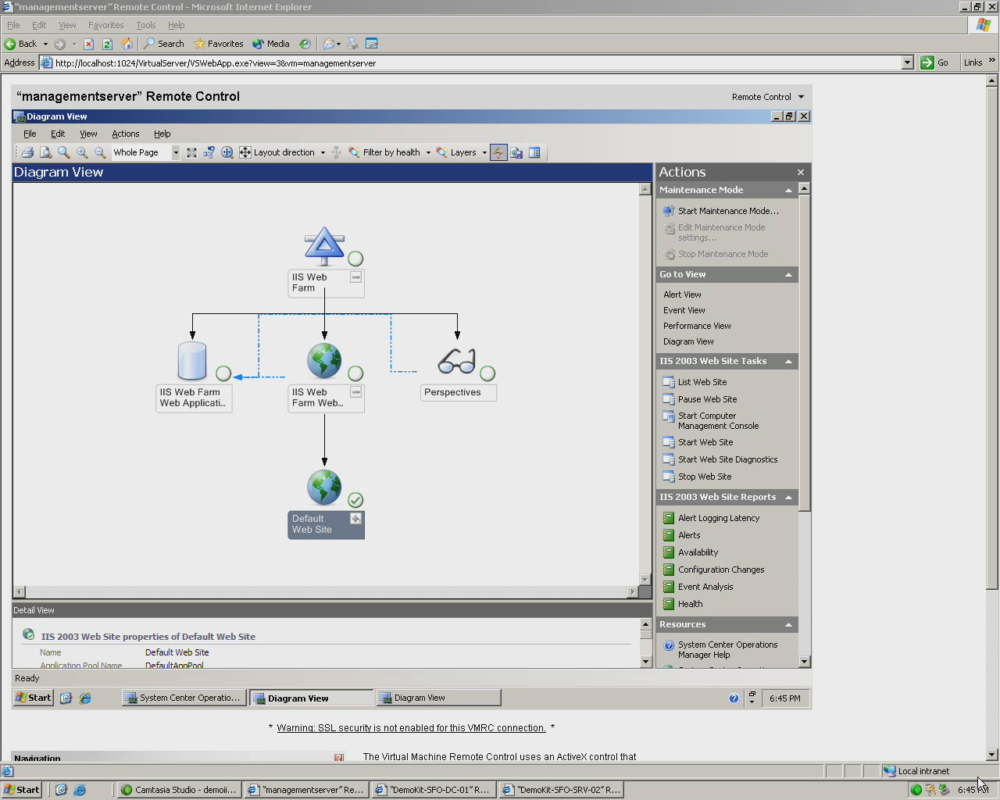 "managementserver" Remote Control - Microsoft Internet Explorer
File Edit View Favorites Tools Help
Back Search Favorites Media
Address http://localhost:1024/VirtualServer/VSWebApp.exe?view=3&vm=managementserver Go Links »
"managementserver" Remote Control
Remote Control
Diagram View
File Edit View Actions Help
Whole Page Layout direction Filter by health Layers
Diagram View
IIS Web
Farm
IIS Web Farm
Web Applicati...
IIS Web
Farm Web...
Perspectives
Default
Web Site
Actions
Maintenance Mode
Start Maintenance Mode...
Edit Maintenance Mode
settings...
Stop Maintenance Mode
Go to View
Alert View
Event View
Performance View
Diagram View
IIS 2003 Web Site Tasks
List Web Site
Pause Web Site
Start Computer
Management Console
Start Web Site
Start Web Site Diagnostics
Stop Web Site
IIS 2003 Web Site Reports
Alert Logging Latency
Alerts
Availability
Configuration Changes
Event Analysis
Health
Resources
System Center Operations
Manager Help
Detail View
IIS 2003 Web Site properties of Default Web Site
Name Default Web Site
Application Pool Name DefaultAppPool
Ready
Start System Center Operatio... Diagram View Diagram View 6:45 PM
* Warning: SSL security is not enabled for this VMRC connection. *
Navigation
The Virtual Machine Remote Control uses an ActiveX control that
Local intranet
Start Camtasia Studio - demoii... "managementserver" Re... "DemoKit-SFO-DC-01" R... "DemoKit-SFO-SRV-02" R... 6:45 PM